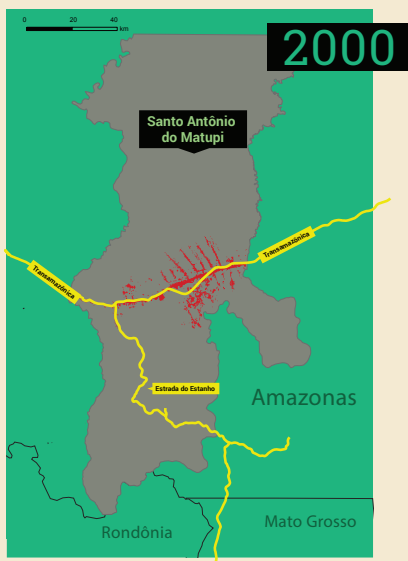 0 20 40
km
2000
Santo Antônio
do Matupi
Transamazônica
Transamazônica
Estrada do Estanho
Amazonas
Rondônia
Mato Grosso